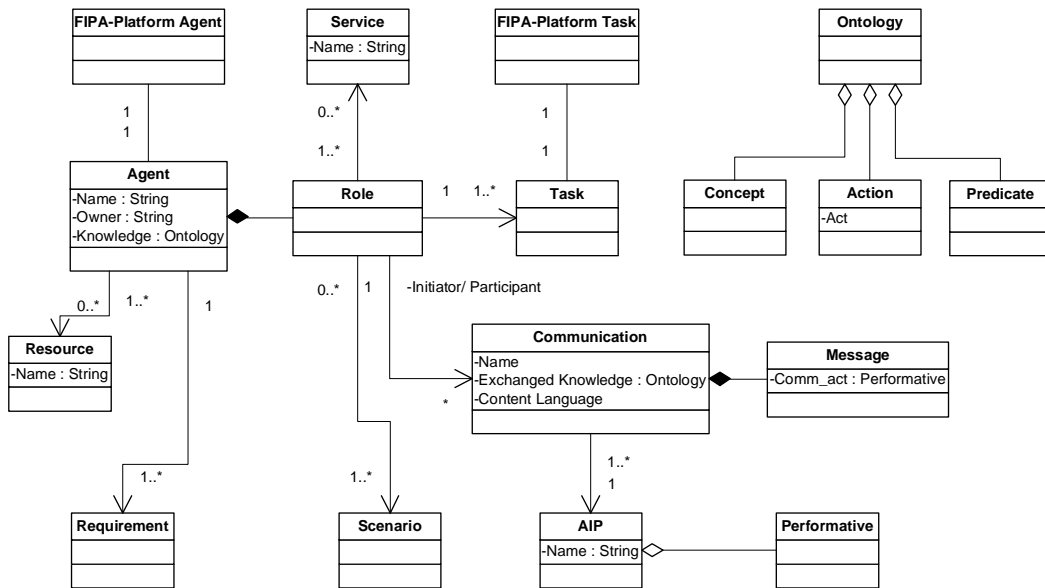 FIPA-Platform Agent
Service
-Name : String
FIPA-Platform Task
Ontology
1
1
0..*
1..*
1
1
Agent
-Name : String
-Owner : String
-Knowledge : Ontology
Role
1
1..*
Task
Concept
Action
-Act
Predicate
0..*
1..*
1
0..*
1
-Initiator/ Participant
Resource
-Name : String
Communication
-Name
-Exchanged Knowledge : Ontology
-Content Language
*
Message
-Comm_act : Performative
1..*
1..*
1..*
1
Requirement
Scenario
AIP
-Name : String
Performative